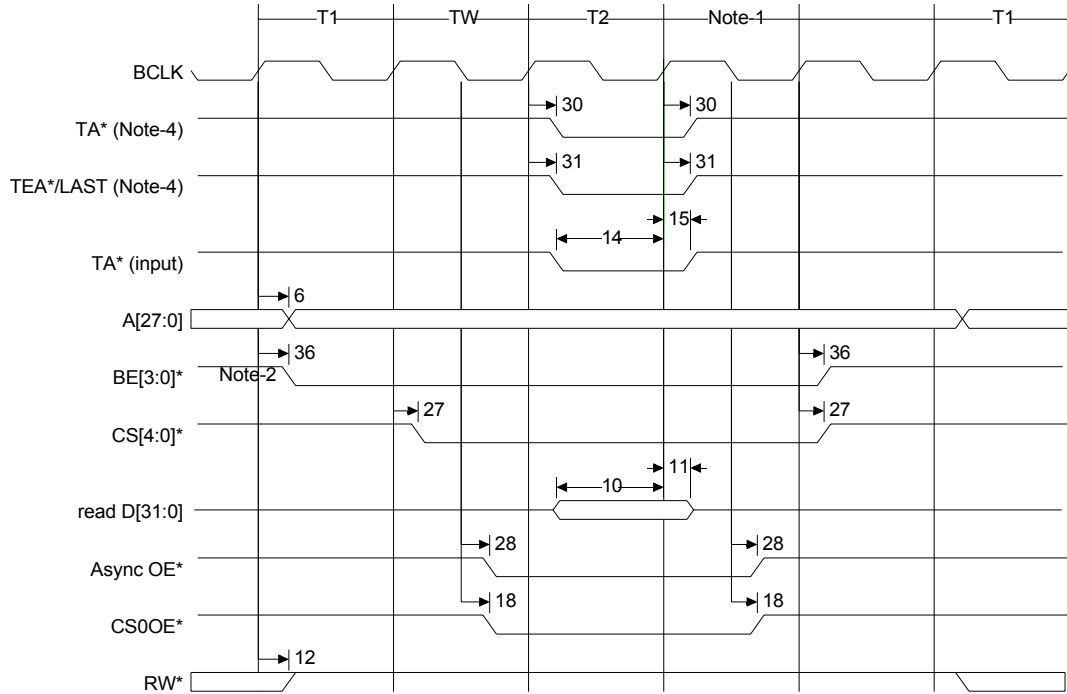 T1 TW T2 Note-1 T1
BCLK
30 30
TA* (Note-4)
31 31
TEA*/LAST (Note-4)
15
14
TA* (input)
6
A[27:0]
36 36
Note-2
BE[3:0]*
27 27
CS[4:0]*
11
10
read D[31:0]
28 28
Async OE*
18 18
CS0OE*
12
RW*